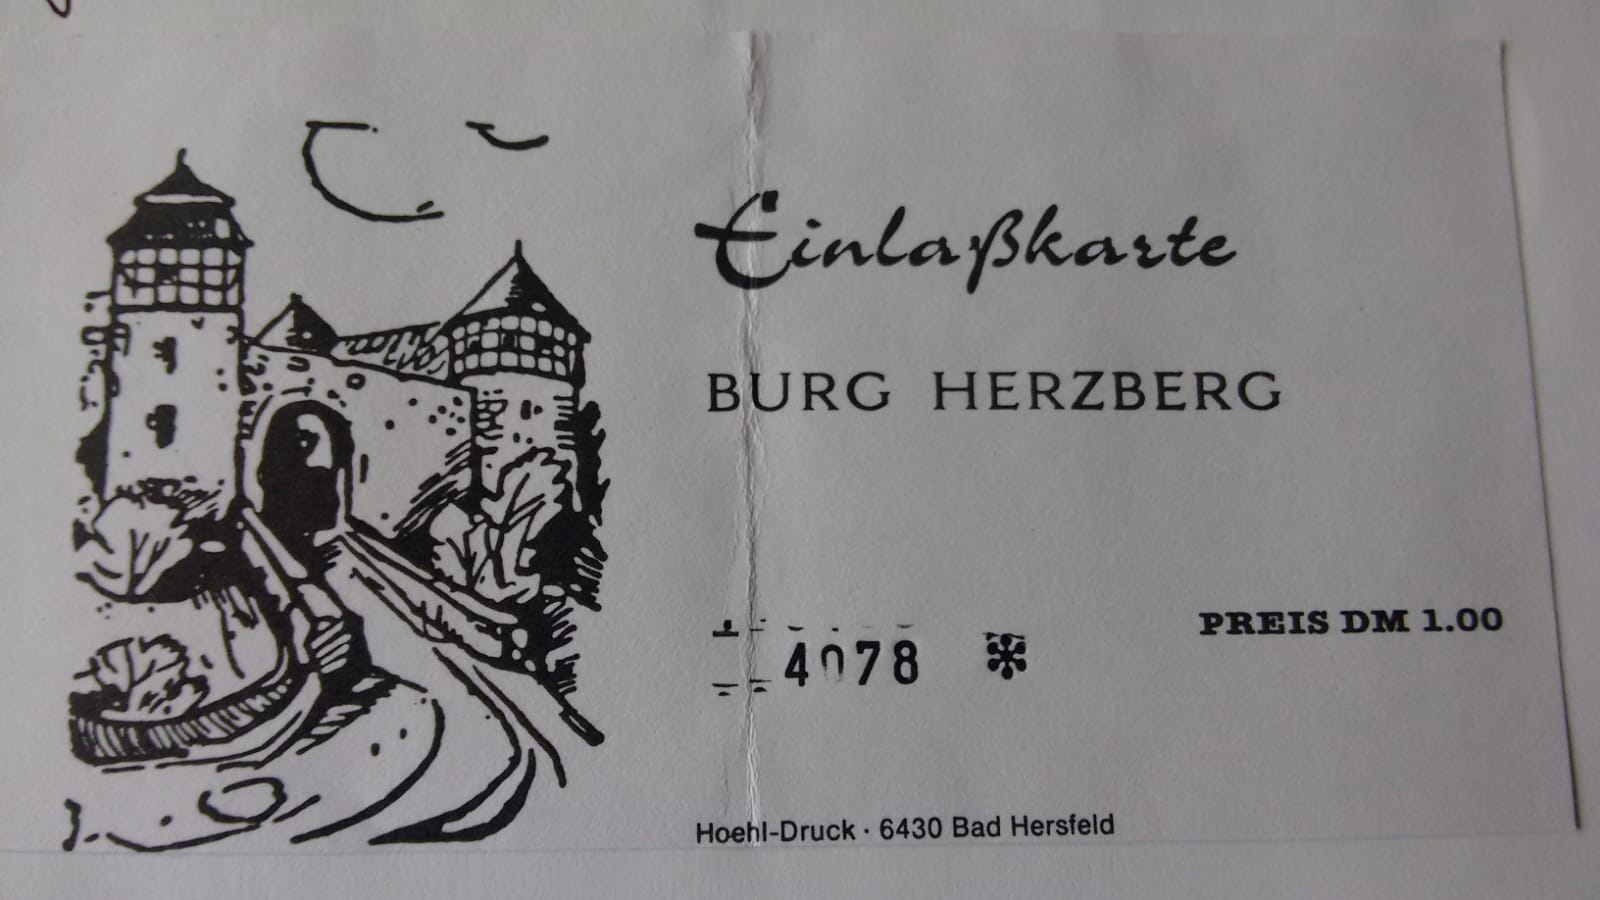 Einlaßkarte
BURG HERZBERG
4078
PREIS DM 1.00
Hoehl-Druck · 6430 Bad Hersfeld